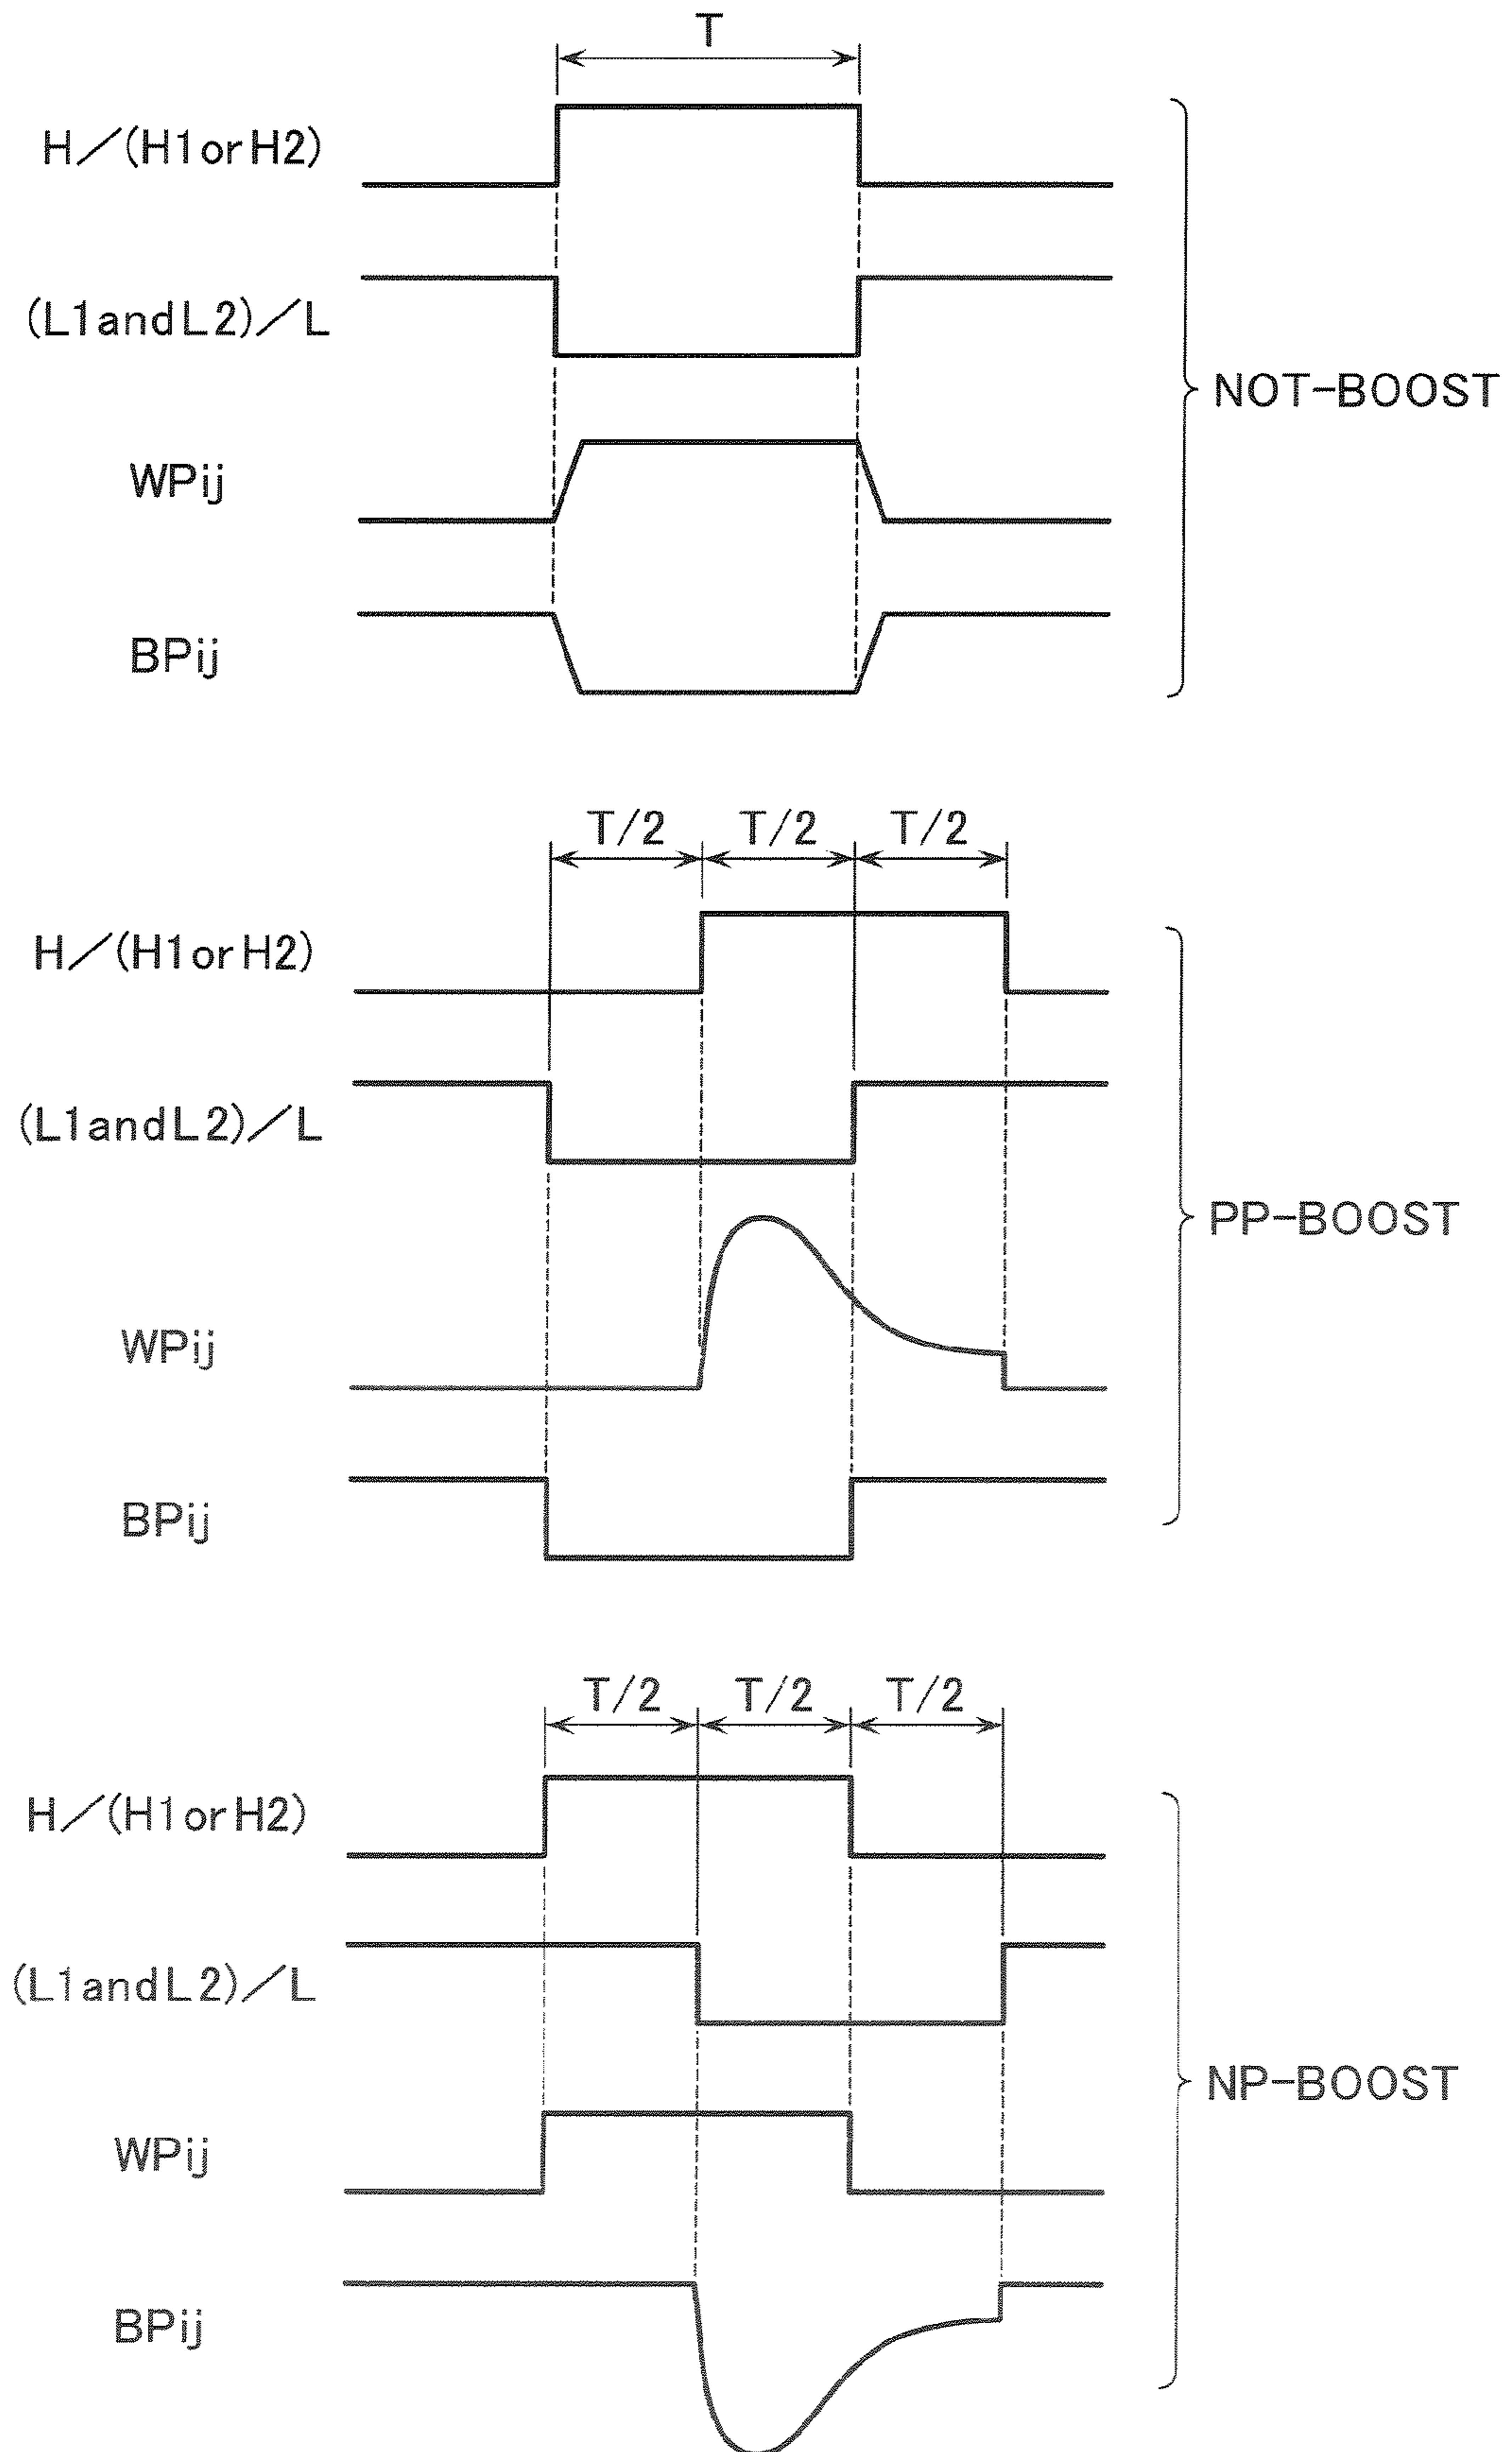 T
H／(H1orH2)
(L1andL2)／L
WPij
BPij
NOT-BOOST
T/2 T/2 T/2
H／(H1orH2)
(L1andL2)／L
WPij
BPij
PP-BOOST
T/2 T/2 T/2
H／(H1orH2)
(L1andL2)／L
WPij
BPij
NP-BOOST